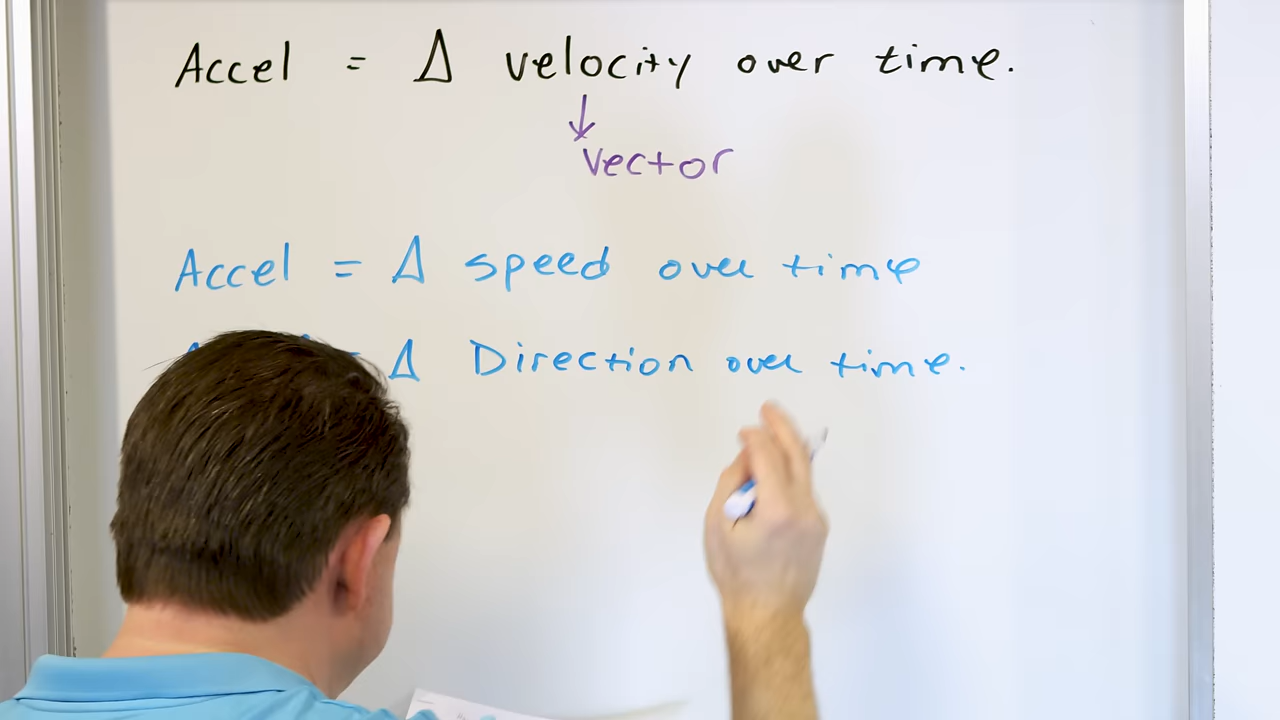 Accel = Δ velocity over time.
↓
vector
Accel = Δ speed over time
= Δ Direction over time.